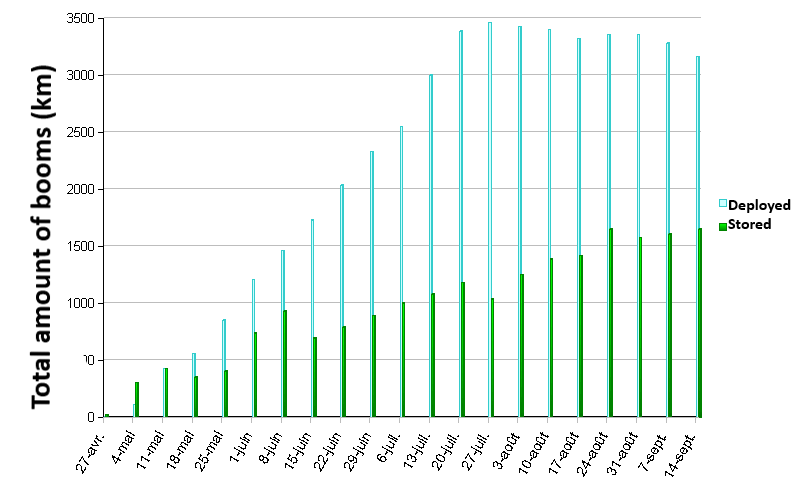 Total amount of booms (km)
3500
3000
2500
2000
1500
1000
0
Deployed
Stored
27-avr.
4-mai
11-mai
18-mai
25-mai
1-juin
8-juin
15-juin
22-juin
29-juin
6-juil.
13-juil.
20-juil.
27-juil.
3-août
10-août
17-août
24-août
31-août
7-sept.
14-sept.